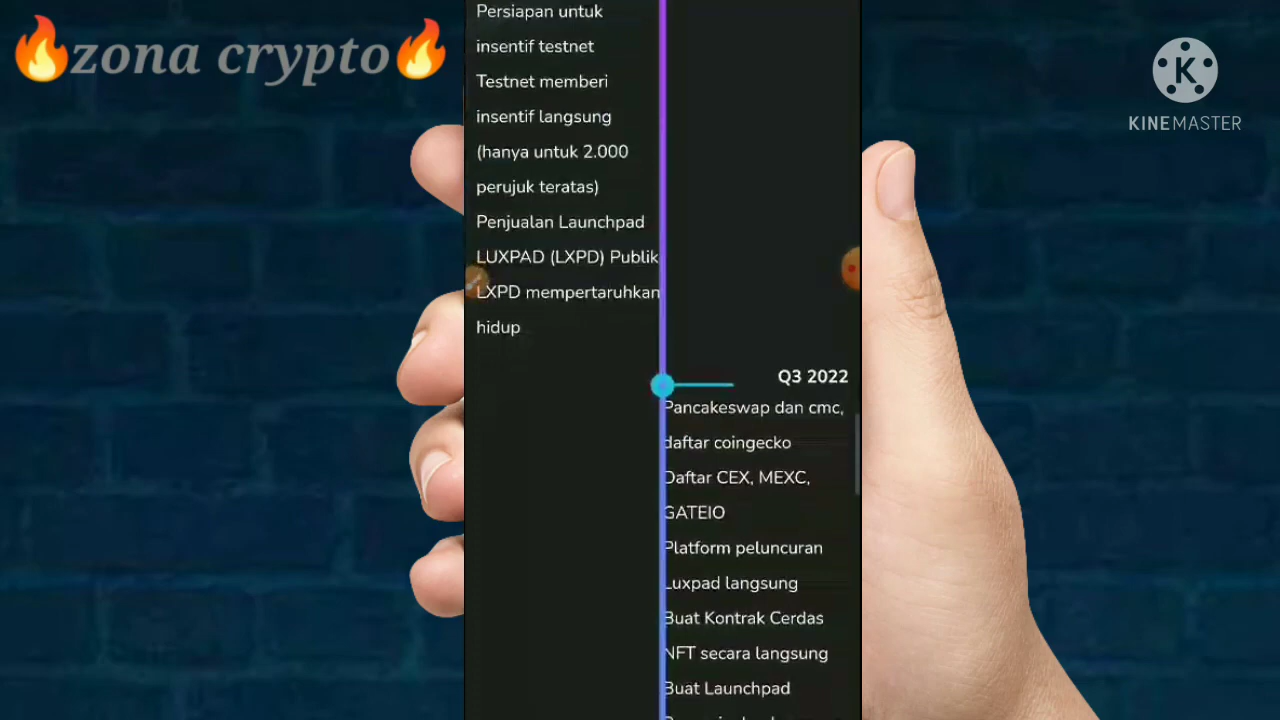 🔥zona crypto🔥
K
KINEMASTER
Persiapan untuk
insentif testnet
Testnet memberi
insentif langsung
(hanya untuk 2.000
perujuk teratas)
Penjualan Launchpad
LUXPAD (LXPD) Publik
LXPD mempertaruhkan
hidup
Q3 2022
Pancakeswap dan cmc,
daftar coingecko
Daftar CEX, MEXC,
GATEIO
Platform peluncuran
Luxpad langsung
Buat Kontrak Cerdas
NFT secara langsung
Buat Launchpad